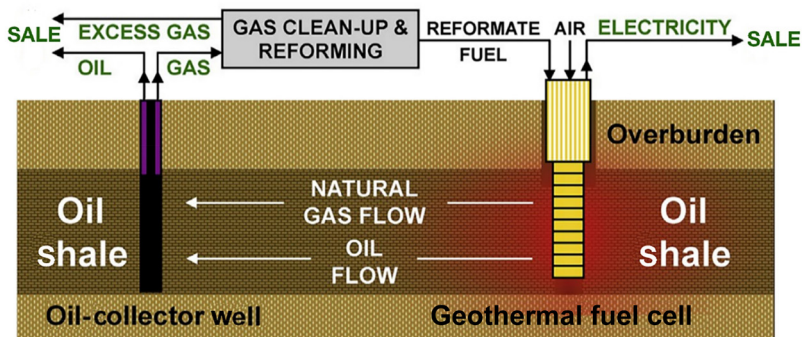 SALE
EXCESS GAS
OIL
GAS
GAS CLEAN-UP &
REFORMING
REFORMATE
FUEL
AIR
ELECTRICITY
SALE
Overburden
Oil
shale
NATURAL
GAS FLOW
OIL
FLOW
Oil
shale
Oil-collector well
Geothermal fuel cell